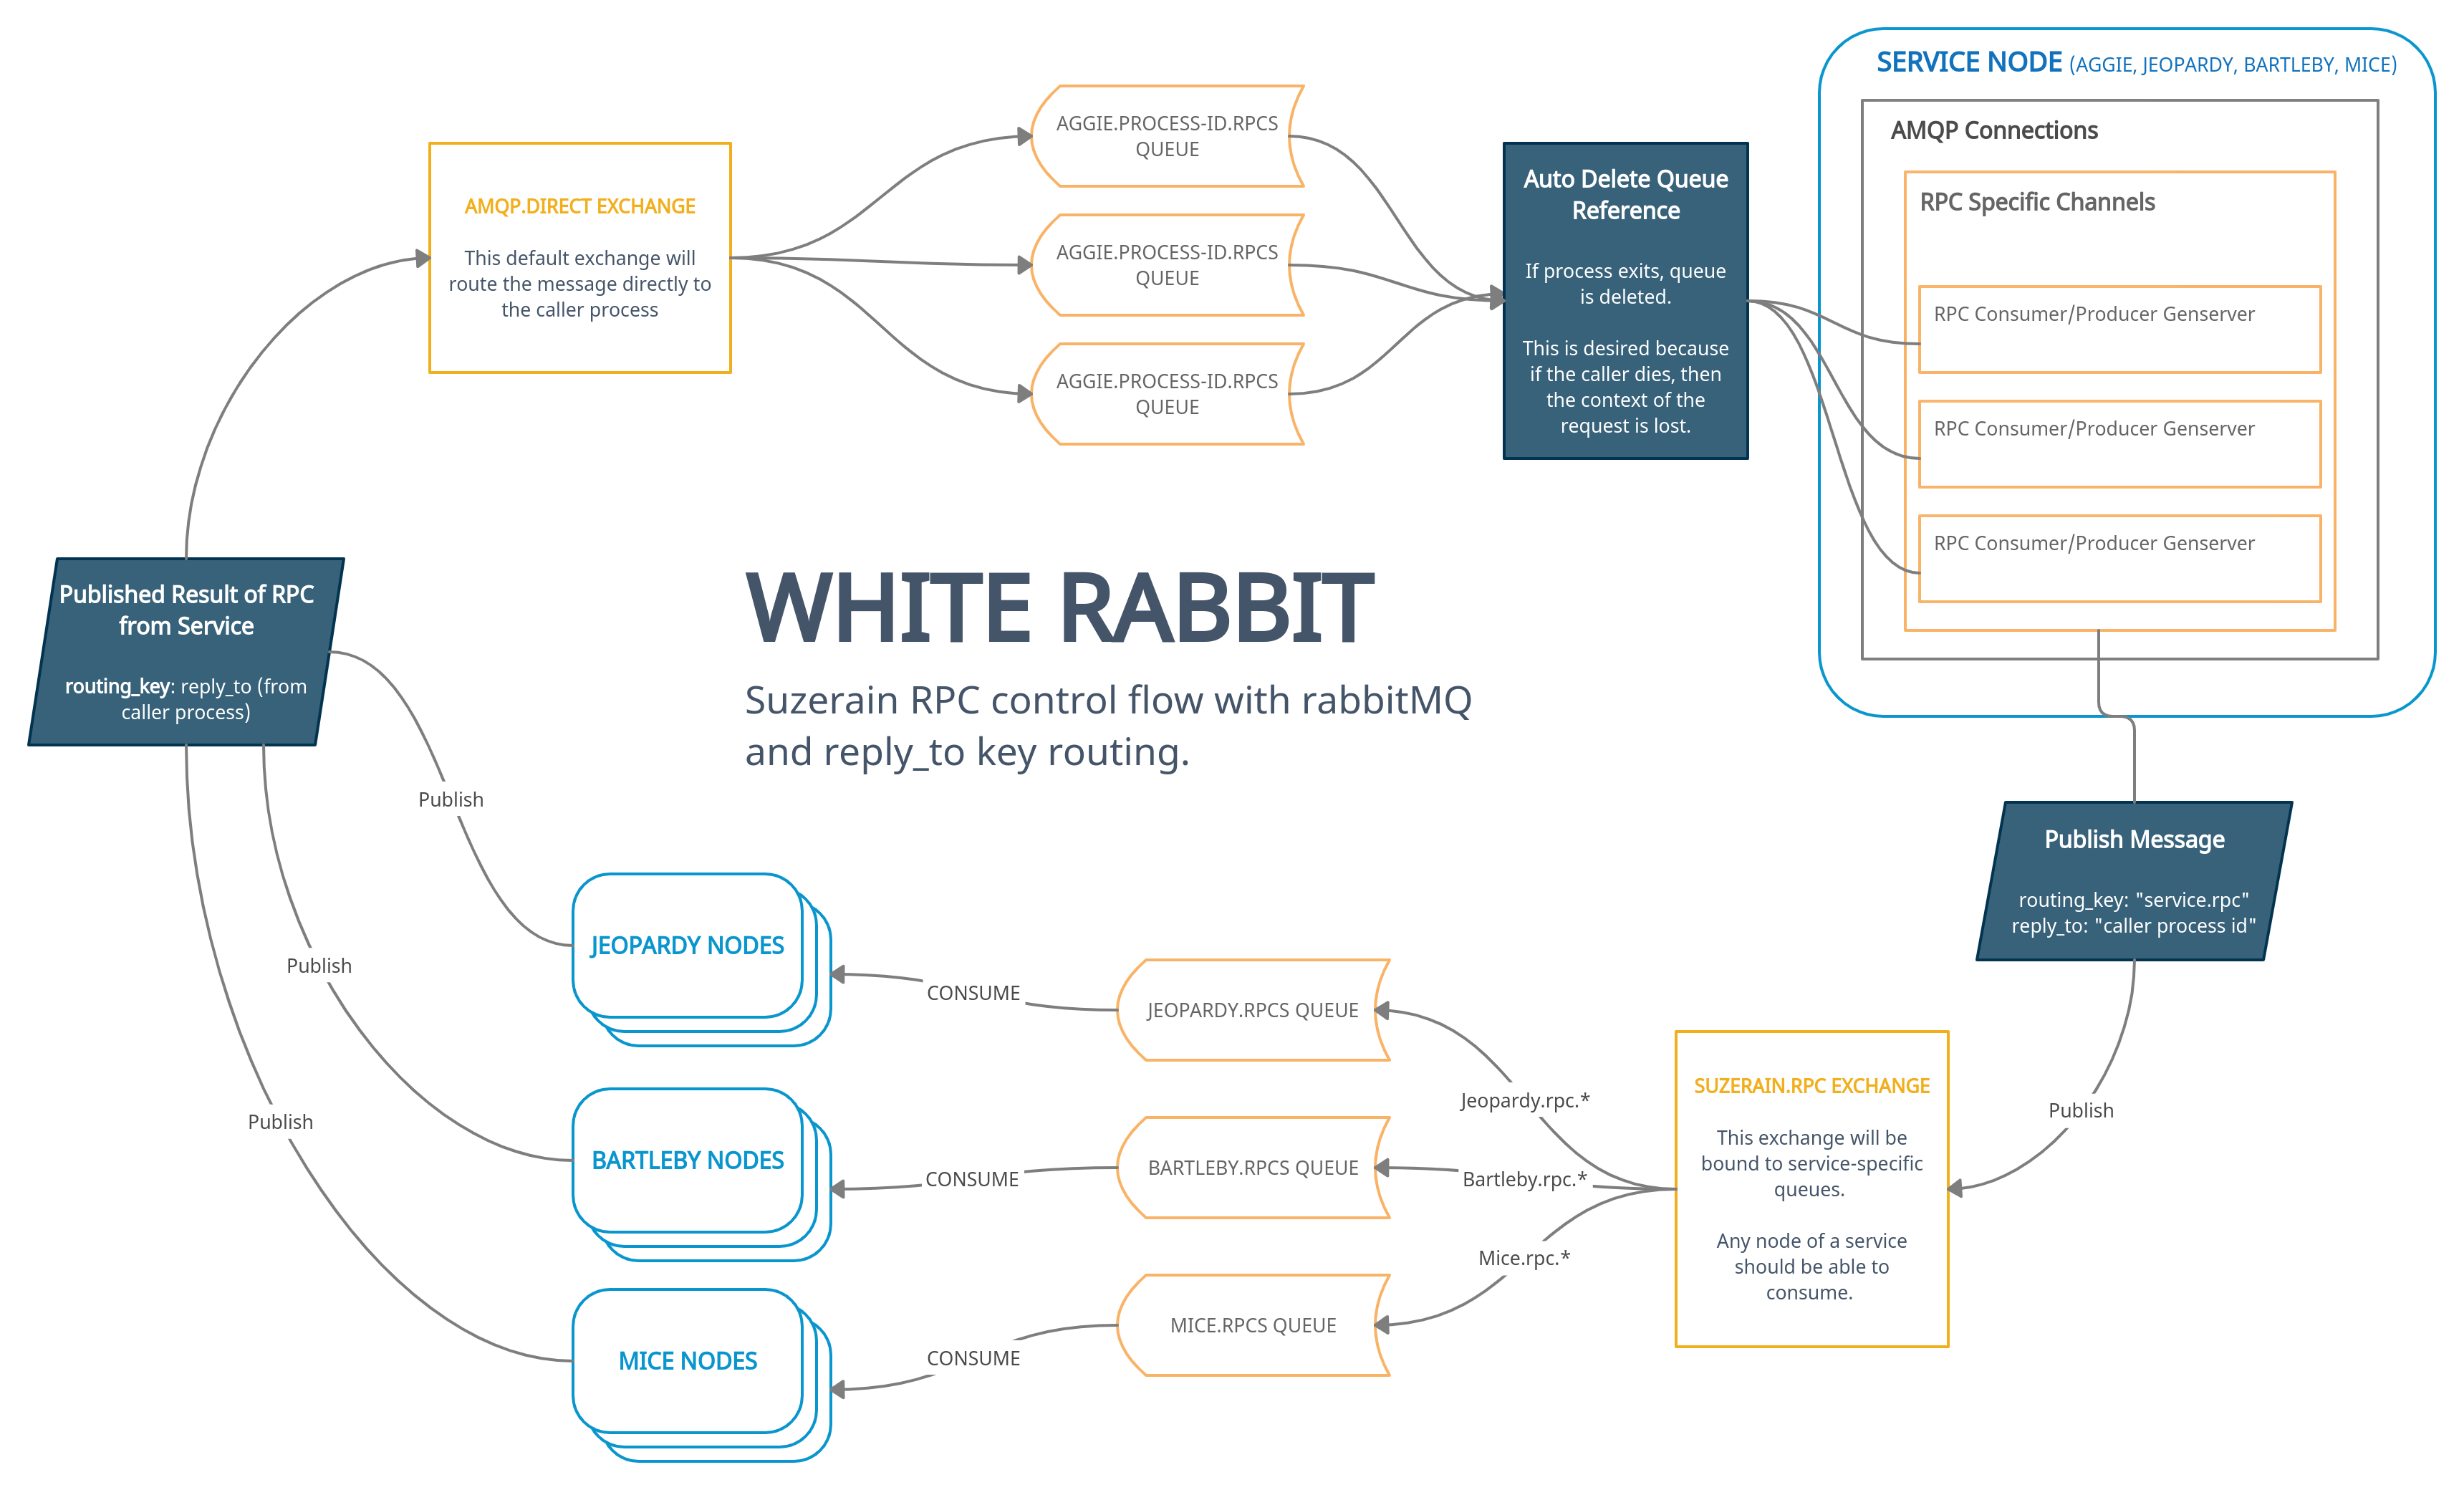 SERVICE NODE (AGGIE, JEOPARDY, BARTLEBY, MICE)
AMQP Connections
RPC Specific Channels
RPC Consumer/Producer Genserver
RPC Consumer/Producer Genserver
RPC Consumer/Producer Genserver
AMQP.DIRECT EXCHANGE
This default exchange will
route the message directly to
the caller process
AGGIE.PROCESS-ID.RPCS
QUEUE
AGGIE.PROCESS-ID.RPCS
QUEUE
AGGIE.PROCESS-ID.RPCS
QUEUE
Auto Delete Queue
Reference
If process exits, queue
is deleted.
This is desired because
if the caller dies, then
the context of the
request is lost.
Published Result of RPC
from Service
routing_key: reply_to (from
caller process)
WHITE RABBIT
Suzerain RPC control flow with rabbitMQ
and reply_to key routing.
Publish
Publish
Publish
JEOPARDY NODES
BARTLEBY NODES
MICE NODES
CONSUME
CONSUME
CONSUME
JEOPARDY.RPCS QUEUE
BARTLEBY.RPCS QUEUE
MICE.RPCS QUEUE
Jeopardy.rpc.*
Bartleby.rpc.*
Mice.rpc.*
SUZERAIN.RPC EXCHANGE
This exchange will be
bound to service-specific
queues.
Any node of a service
should be able to
consume.
Publish Message
routing_key: "service.rpc"
reply_to: "caller process id"
Publish